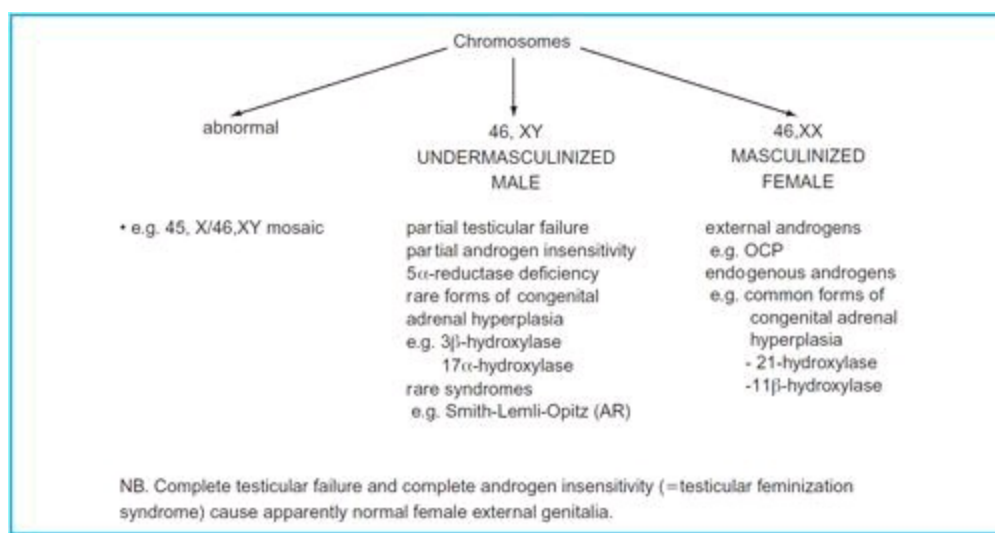 Chromosomes
abnormal
• e.g. 45, X/46,XY mosaic
46, XY
UNDERMASCULINIZED
MALE
partial testicular failure
partial androgen insensitivity
5α-reductase deficiency
rare forms of congenital
adrenal hyperplasia
e.g. 3β-hydroxylase
17α-hydroxylase
rare syndromes
e.g. Smith-Lemli-Opitz (AR)
46,XX
MASCULINIZED
FEMALE
external androgens
e.g. OCP
endogenous androgens
e.g. common forms of
congenital adrenal
hyperplasia
- 21-hydroxylase
-11β-hydroxylase
NB. Complete testicular failure and complete androgen insensitivity (=testicular feminization
syndrome) cause apparently normal female external genitalia.